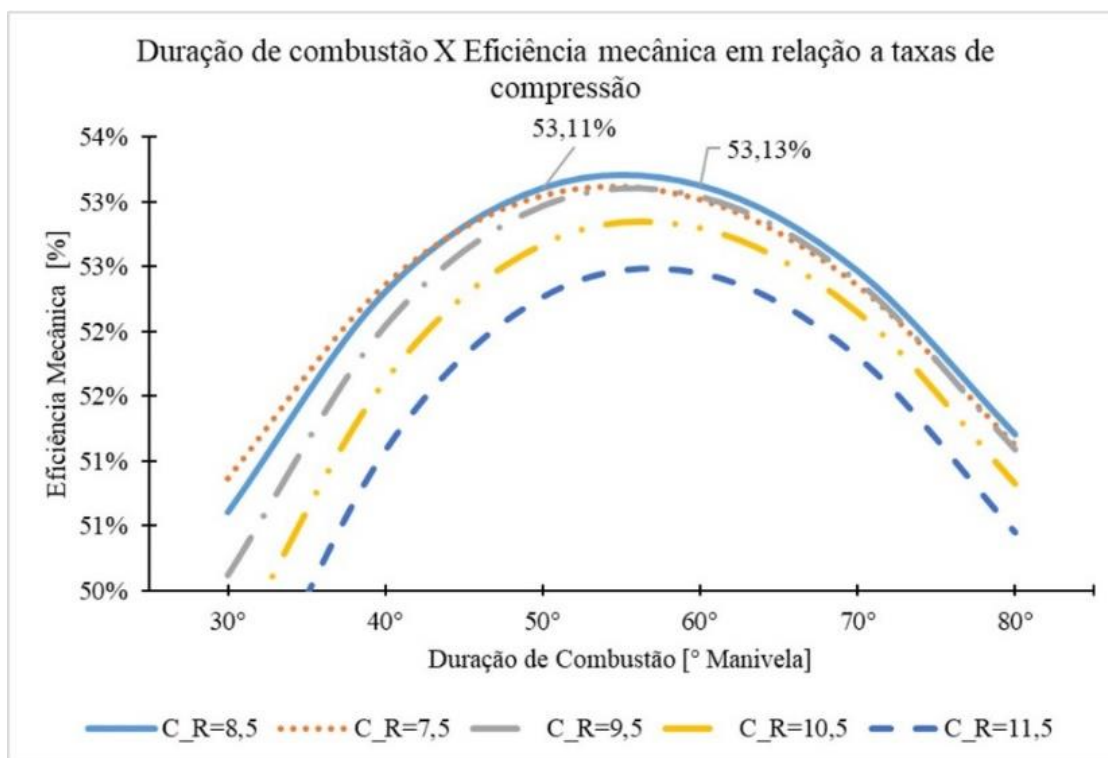 Duração de combustão X Eficiência mecânica em relação a taxas de
compressão
53,11%
53,13%
54%
53%
53%
52%
52%
51%
51%
50%
Eficiência Mecânica [%]
30° 40° 50° 60° 70° 80°
Duração de Combustão [° Manivela]
C_R=8,5 C_R=7,5 C_R=9,5 C_R=10,5 C_R=11,5